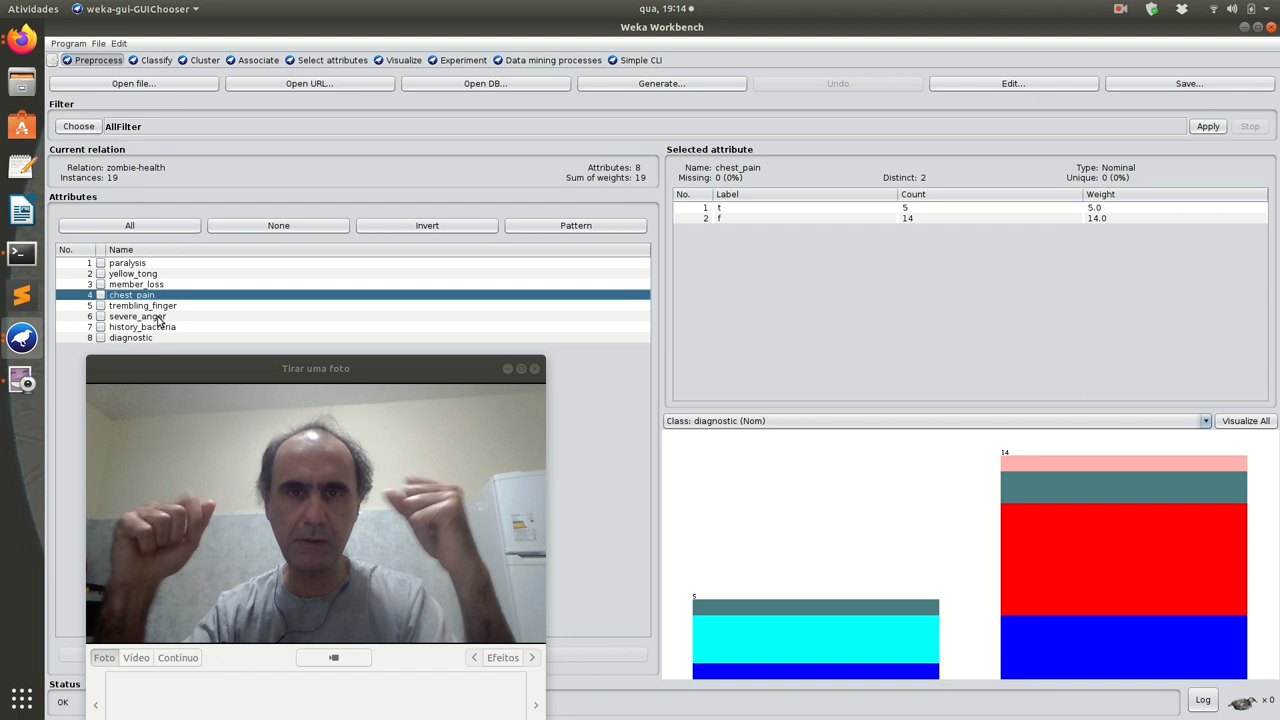 Atividades weka-gui-GUIChooser qua, 19:14
Weka Workbench
Program File Edit
Preprocess Classify Cluster Associate Select attributes Visualize Experiment Data mining processes Simple CLI
Open file... Open URL... Open DB... Generate... Undo Edit... Save...
Filter
Choose AllFilter Apply Stop
Current relation
Relation: zombie-health Attributes: 8
Instances: 19 Sum of weights: 19
Attributes
All None Invert Pattern
No. Name
1 paralysis
2 yellow_tong
3 member_loss
4 chest_pain
5 trembling_finger
6 severe_anger
7 history_bacteria
8 diagnostic
Selected attribute
Name: chest_pain Type: Nominal
Missing: 0 (0%) Distinct: 2 Unique: 0 (0%)
No. Label Count Weight
1 t 5 5.0
2 f 14 14.0
Class: diagnostic (Nom) Visualize All
5
14
Tirar uma foto
Foto Vídeo Contínuo Efeitos
Status
OK Log x 0